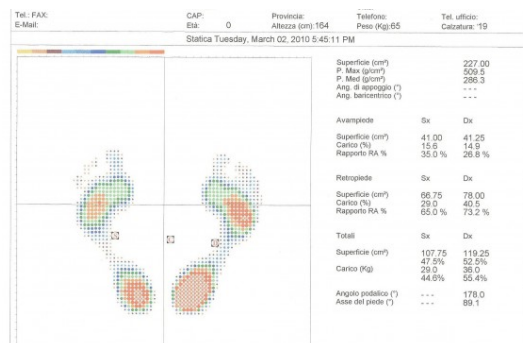 Tel.: FAX: CAP: Provincia: Telefono: Tel. ufficio:
E-Mail: Età: 0 Altezza (cm):164 Peso (Kg):65 Calzatura: '19
Statica Tuesday, March 02, 2010 5:45:11 PM
Superficie (cm²) 227.00
P. Max (g/cm²) 509.5
P. Med (g/cm²) 286.3
Ang. di appoggio (°) - - -
Ang. baricentrico (°) - - -
Avampiede Sx Dx
Superficie (cm²) 41.00 41.25
Carico (%) 15.6 14.9
Rapporto RA % 35.0 % 26.8 %
Retropiede Sx Dx
Superficie (cm²) 66.75 78.00
Carico (%) 29.0 40.5
Rapporto RA % 65.0 % 73.2 %
Totali Sx Dx
Superficie (cm²) 107.75 119.25
47.5% 52.5%
Carico (Kg) 29.0 36.0
44.6% 55.4%
Angolo podalico (°) - - - 178.0
Asse del piede (°) - - - 89.1